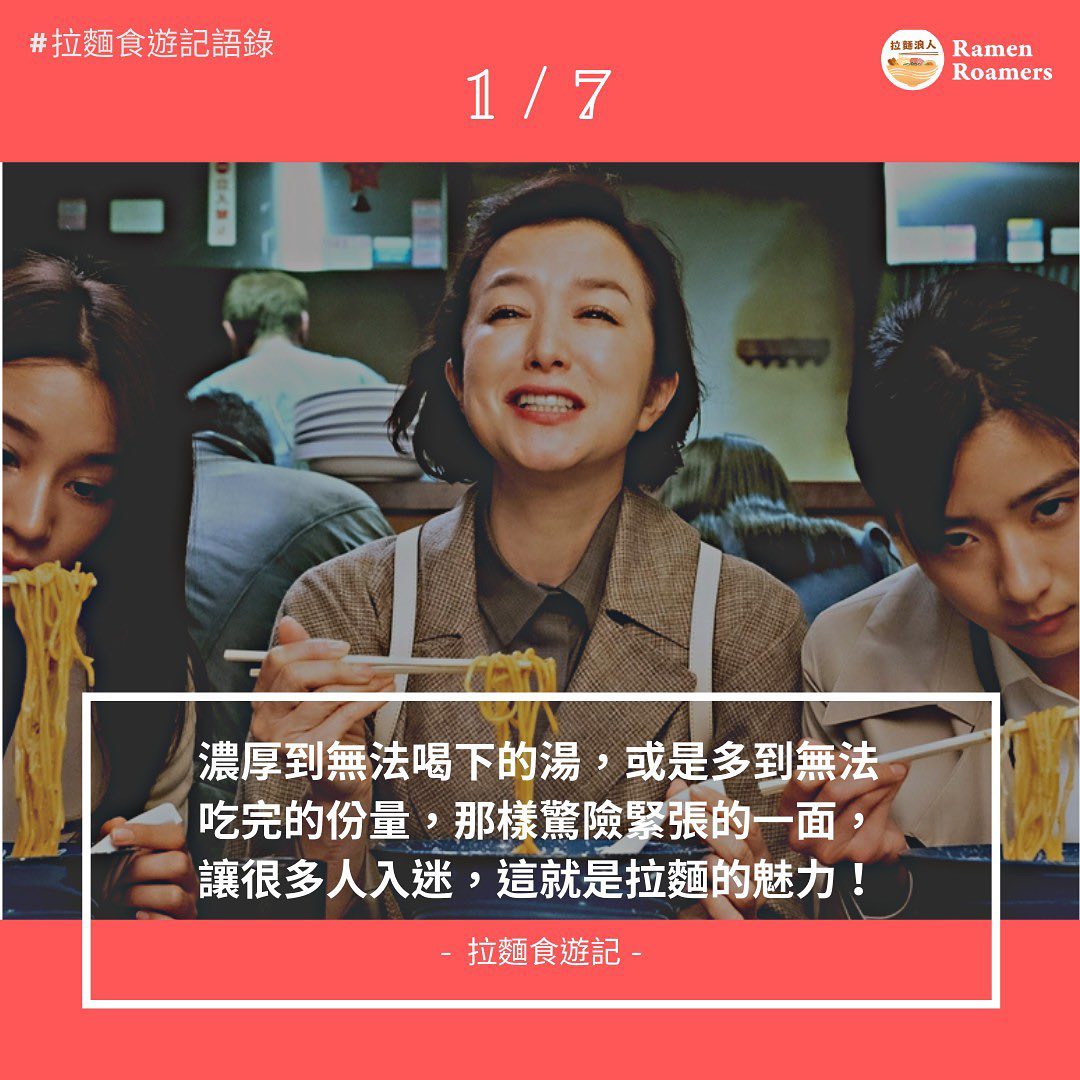 #拉麵食遊記語錄
1 / 7
拉麵浪人
Ramen
Roamers
濃厚到無法喝下的湯，或是多到無法
吃完的份量，那樣驚險緊張的一面，
讓很多人入迷，這就是拉麵的魅力！
- 拉麵食遊記 -